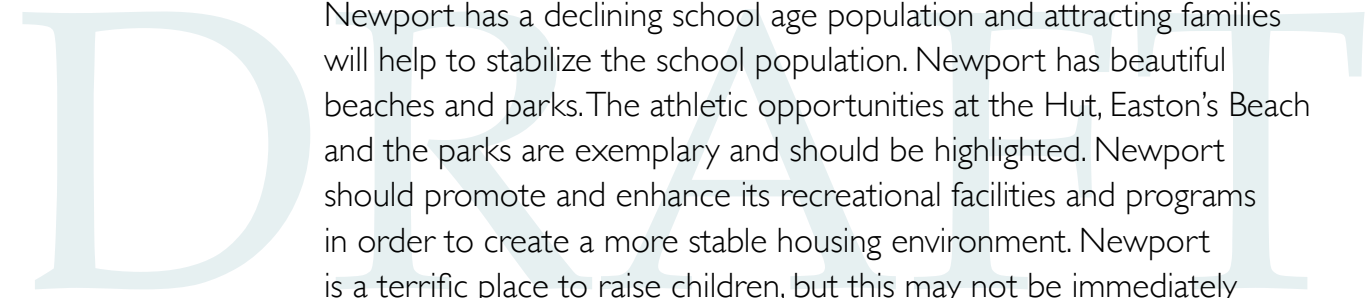 DRAFT
Newport has a declining school age population and attracting families
will help to stabilize the school population. Newport has beautiful
beaches and parks.The athletic opportunities at the Hut, Easton’s Beach
and the parks are exemplary and should be highlighted. Newport
should promote and enhance its recreational facilities and programs
in order to create a more stable housing environment. Newport
is a terrific place to raise children, but this may not be immediately